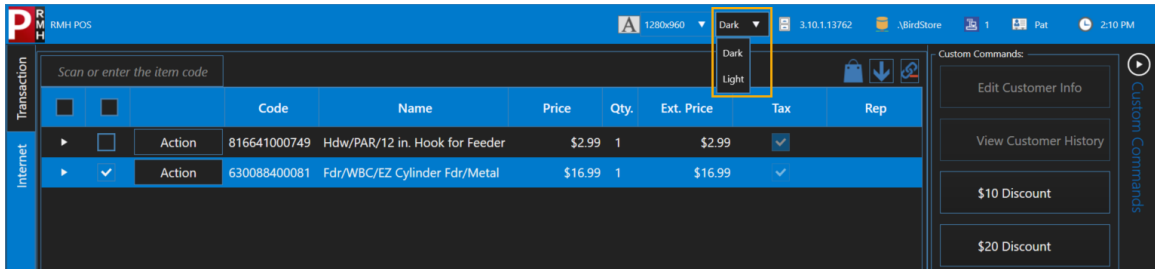 P RMH RMH POS A 1280x960 ▼ Dark ▼ 3.10.1.13762 .\BirdStore 1 Pat 2:10 PM
Dark
Light
Transaction
Internet
Scan or enter the item code
Code Name Price Qty. Ext. Price Tax Rep
Action 816641000749 Hdw/PAR/12 in. Hook for Feeder $2.99 1 $2.99
Action 630088400081 Fdr/WBC/EZ Cylinder Fdr/Metal $16.99 1 $16.99
Custom Commands:
Edit Customer Info
View Customer History
$10 Discount
$20 Discount
Custom Commands